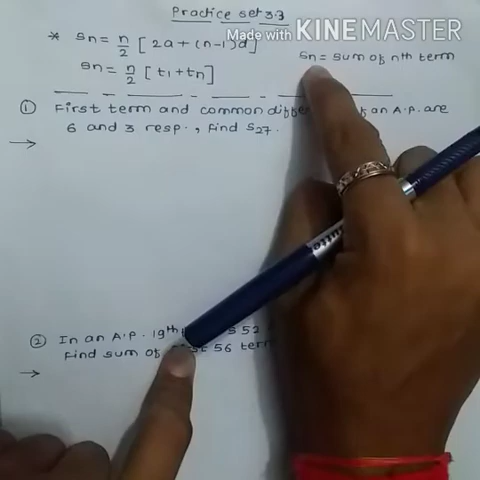 Practice set 3.3
Made with KINEMASTER
* Sn = n/2 [2a + (n-1)d]
Sn = sum of nth term
Sn = n/2 [t1 + tn]
① First term and common of an A.P. are
6 and 3 resp., Find S27.
→
② In an A.P. 19th 52
Find sum of 56
→